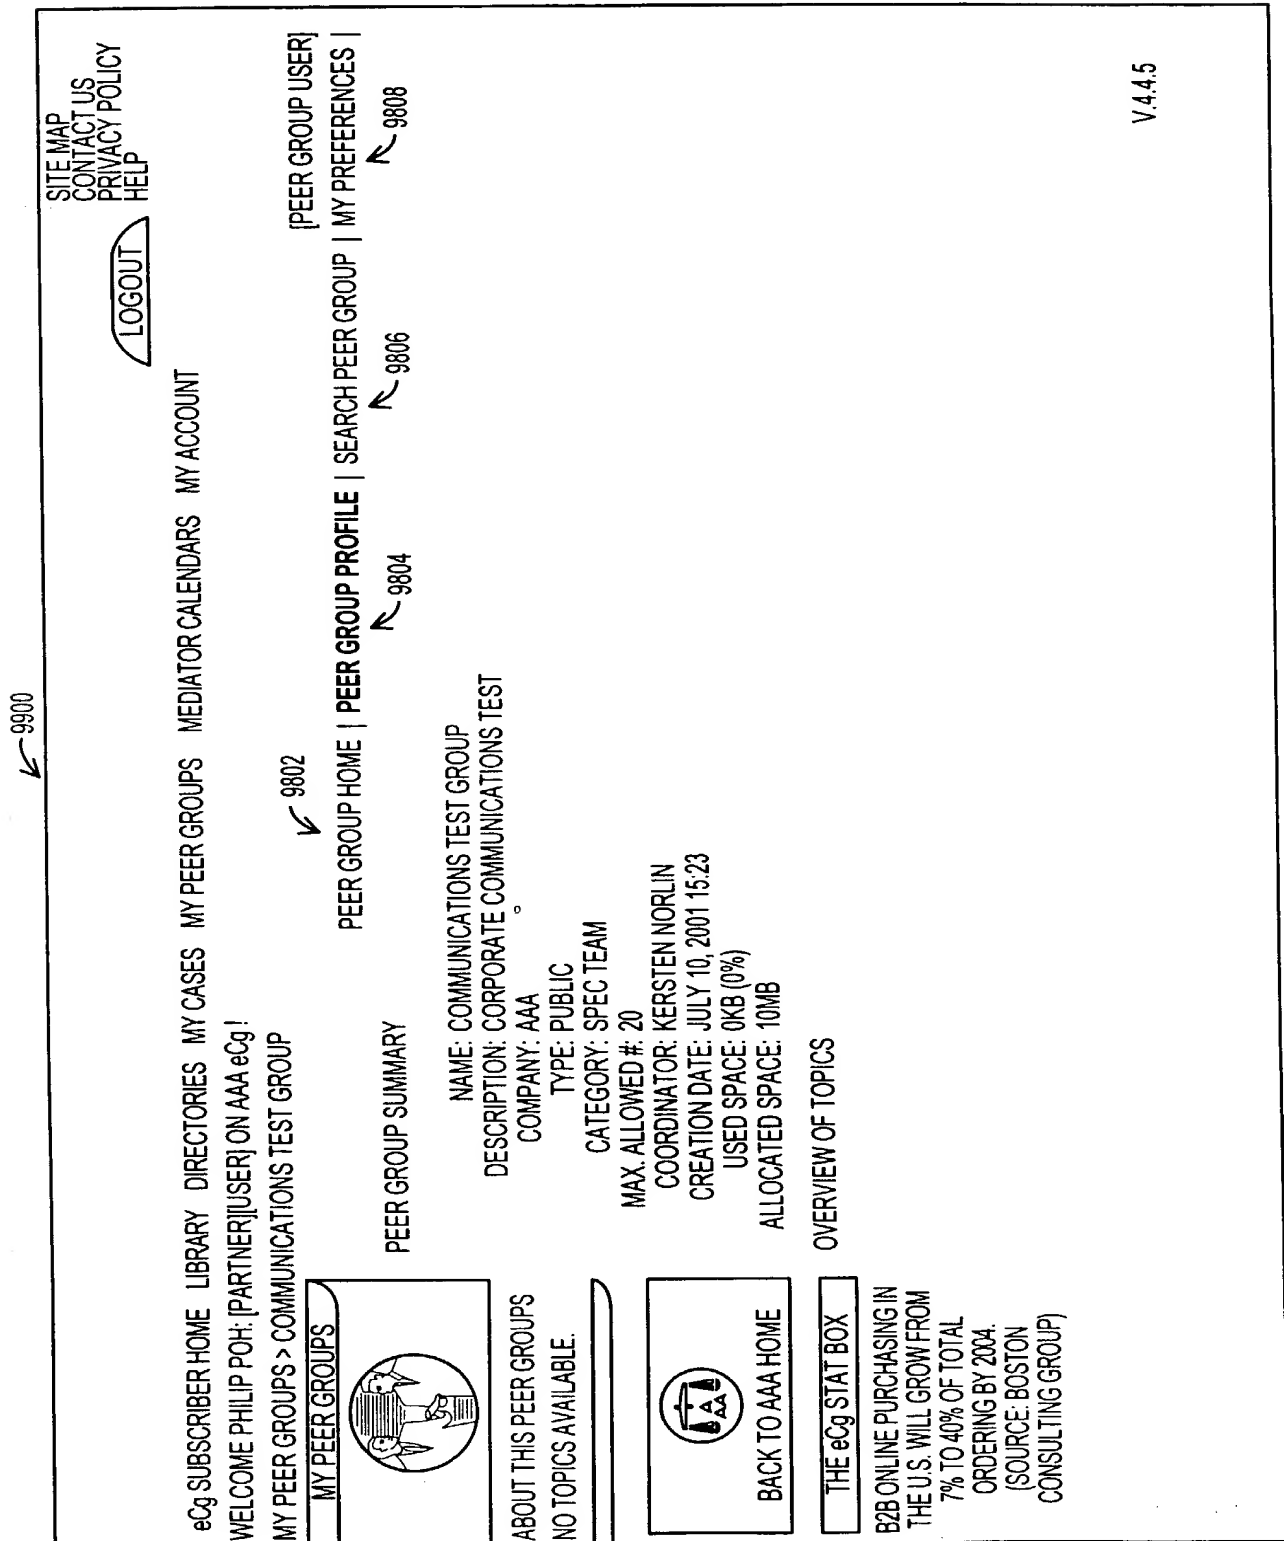 9900
SITE MAP
CONTACT US
PRIVACY POLICY
HELP
LOGOUT
eCg SUBSCRIBER HOME LIBRARY DIRECTORIES MY CASES MY PEER GROUPS MEDIATOR CALENDARS MY ACCOUNT
WELCOME PHILIP POH: [PARTNER][USER] ON AAA eCg !
MY PEER GROUPS > COMMUNICATIONS TEST GROUP
[PEER GROUP USER]
9802
PEER GROUP HOME | PEER GROUP PROFILE | SEARCH PEER GROUP | MY PREFERENCES |
9804
9806
9808
MY PEER GROUPS
PEER GROUP SUMMARY
NAME: COMMUNICATIONS TEST GROUP
DESCRIPTION: CORPORATE COMMUNICATIONS TEST
COMPANY: AAA
TYPE: PUBLIC
CATEGORY: SPEC TEAM
MAX. ALLOWED #: 20
COORDINATOR: KERSTEN NORLIN
CREATION DATE: JULY 10, 2001 15:23
USED SPACE: 0KB (0%)
ALLOCATED SPACE: 10MB
OVERVIEW OF TOPICS
ABOUT THIS PEER GROUPS
NO TOPICS AVAILABLE.
AAA
BACK TO AAA HOME
THE eCg STAT BOX
B2B ONLINE PURCHASING IN
THE U.S. WILL GROW FROM
7% TO 40% OF TOTAL
ORDERING BY 2004.
(SOURCE: BOSTON
CONSULTING GROUP)
V.4.4.5